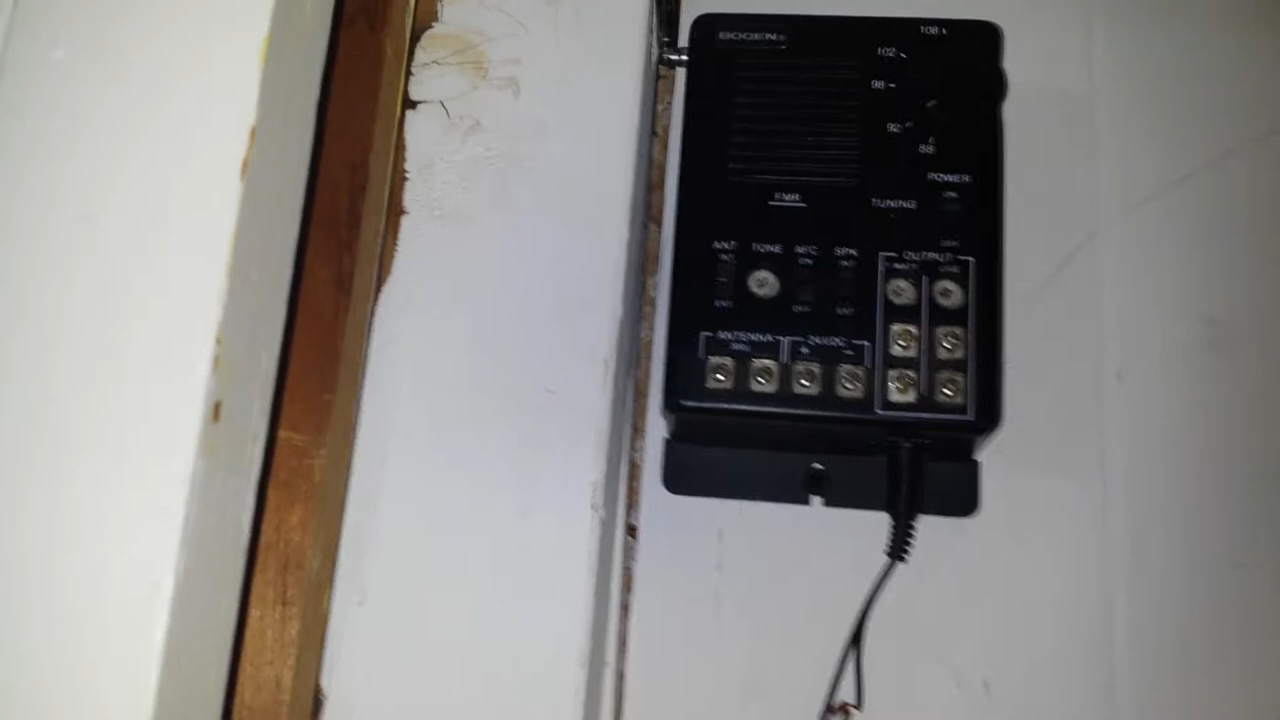 BOGEN®
108
102
98
92
88
POWER
ON
FMR
TUNING
ANT TONE AFC SPK
INT ON INT
EXT OFF EXT
OUTPUT
ANTENNA 24VDC
+ −